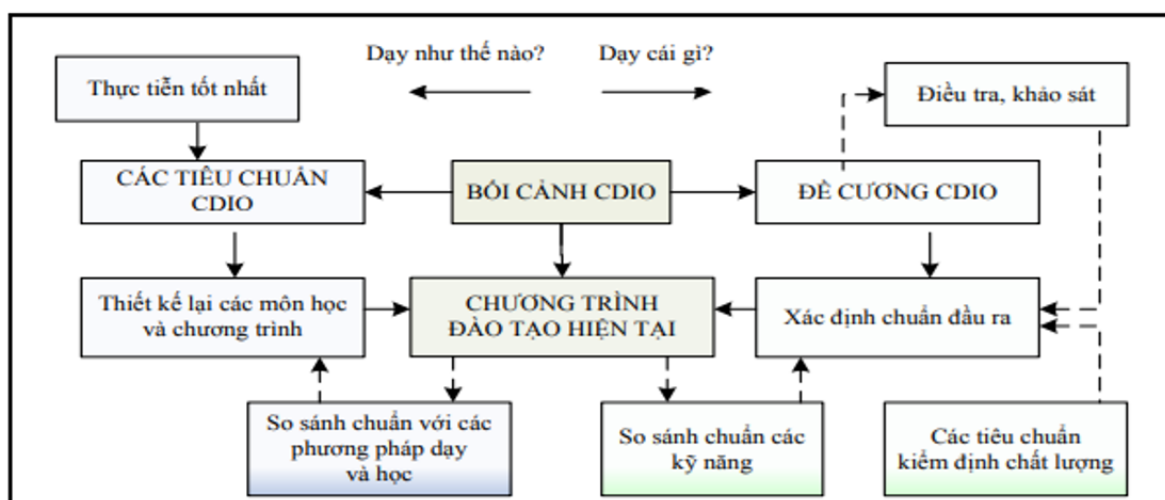 Dạy như thế nào?
Dạy cái gì?
Thực tiễn tốt nhất
Điều tra, khảo sát
CÁC TIÊU CHUẨN
CDIO
BỐI CẢNH CDIO
ĐỀ CƯƠNG CDIO
Thiết kế lại các môn học
và chương trình
CHƯƠNG TRÌNH
ĐÀO TẠO HIỆN TẠI
Xác định chuẩn đầu ra
So sánh chuẩn với các
phương pháp dạy
và học
So sánh chuẩn các
kỹ năng
Các tiêu chuẩn
kiểm định chất lượng